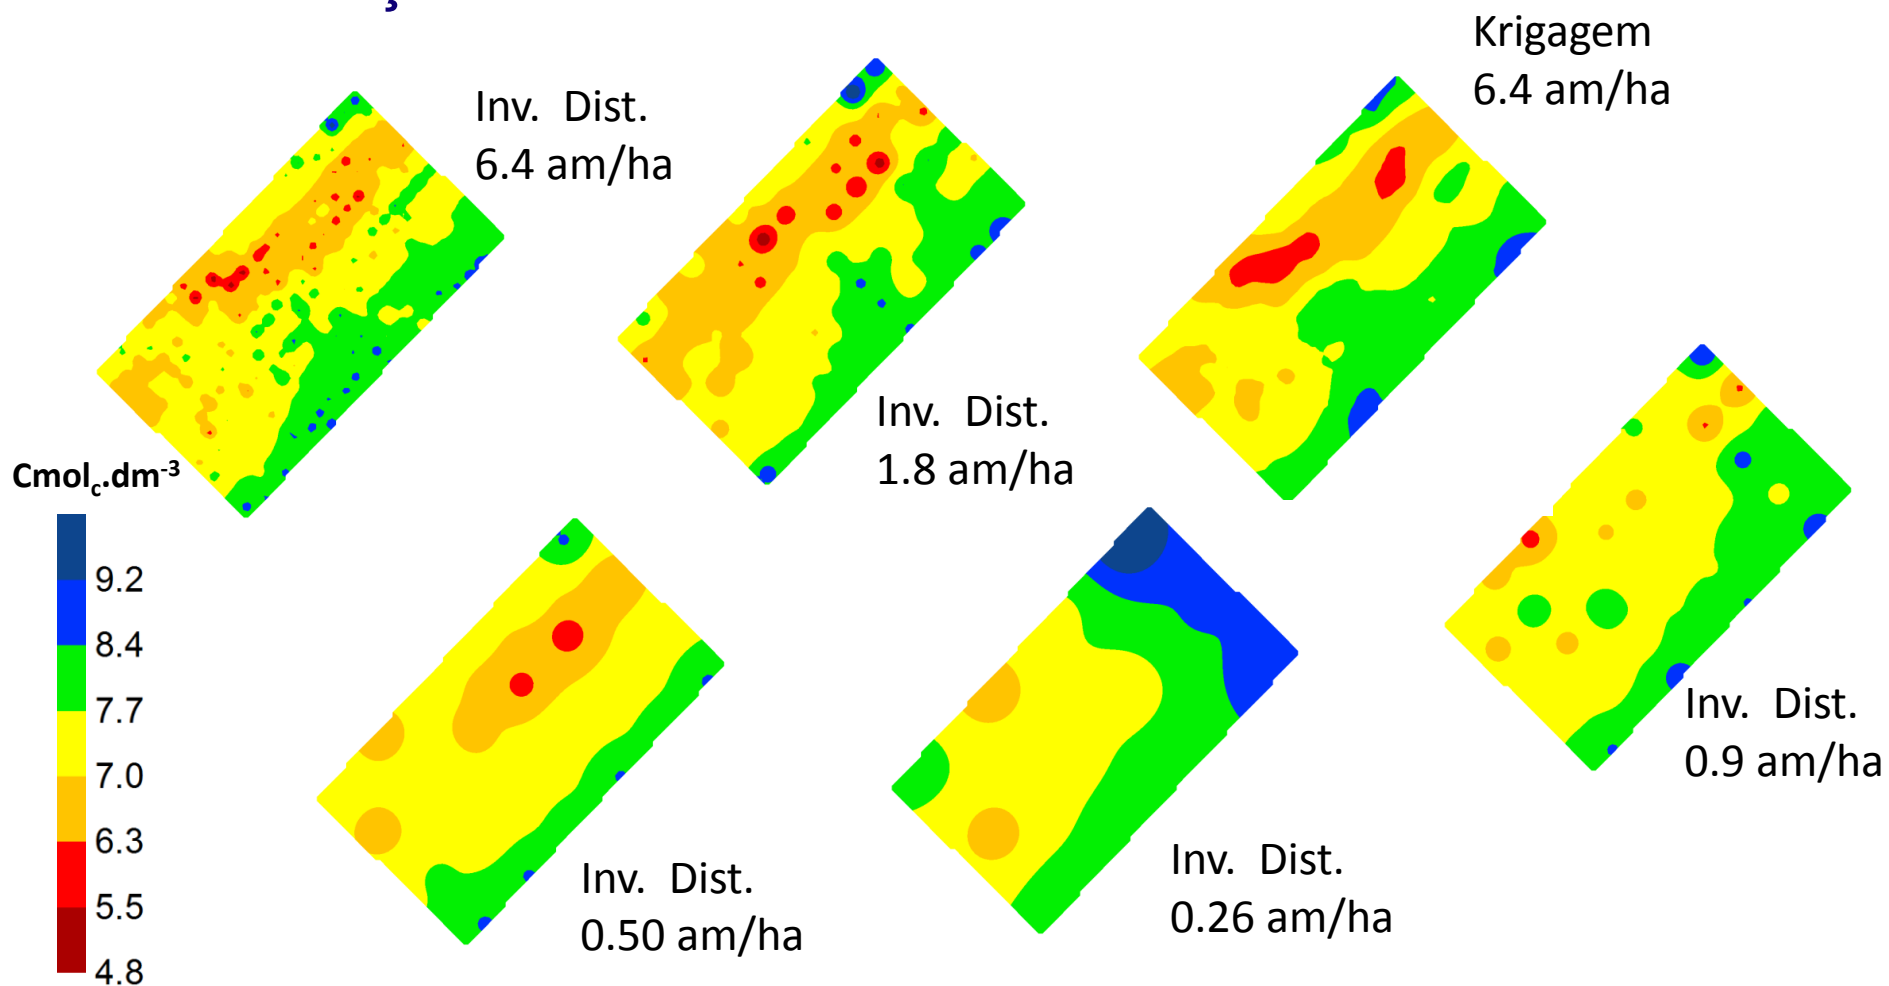 Krigagem
6.4 am/ha
Inv. Dist.
6.4 am/ha
Inv. Dist.
1.8 am/ha
Cmolc.dm-3
9.2
8.4
7.7
7.0
6.3
5.5
4.8
Inv. Dist.
0.9 am/ha
Inv. Dist.
0.50 am/ha
Inv. Dist.
0.26 am/ha